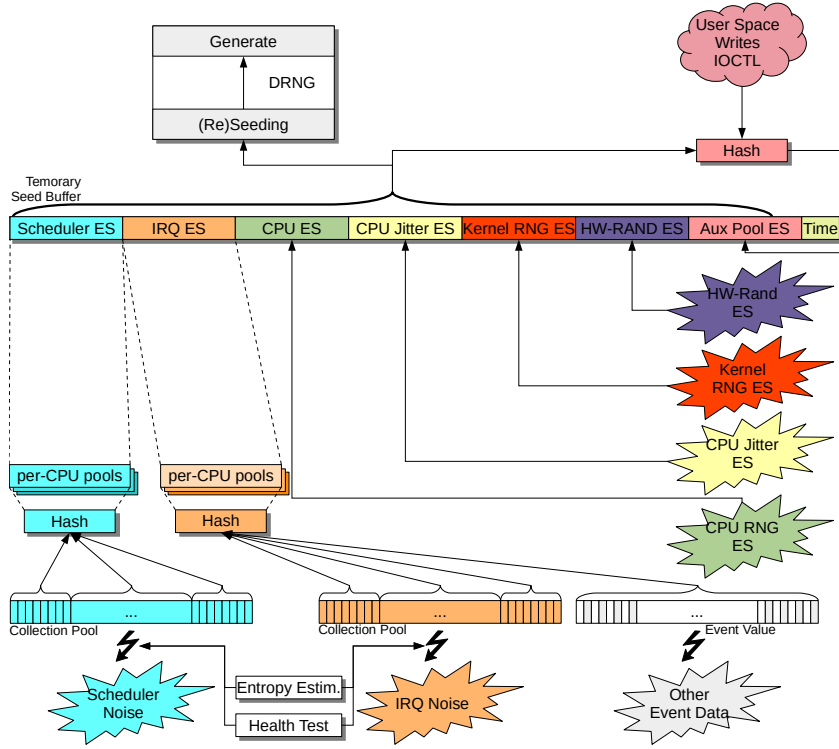 Generate
DRNG
(Re)Seeding
User Space
Writes
IOCTL
Hash
Temorary
Seed Buffer
Scheduler ES
IRQ ES
CPU ES
CPU Jitter ES
Kernel RNG ES
HW-RAND ES
Aux Pool ES
Time
HW-Rand
ES
Kernel
RNG ES
CPU Jitter
ES
CPU RNG
ES
per-CPU pools
per-CPU pools
Hash
Hash
...
...
...
Collection Pool
Collection Pool
Event Value
Scheduler
Noise
Entropy Estim.
Health Test
IRQ Noise
Other
Event Data